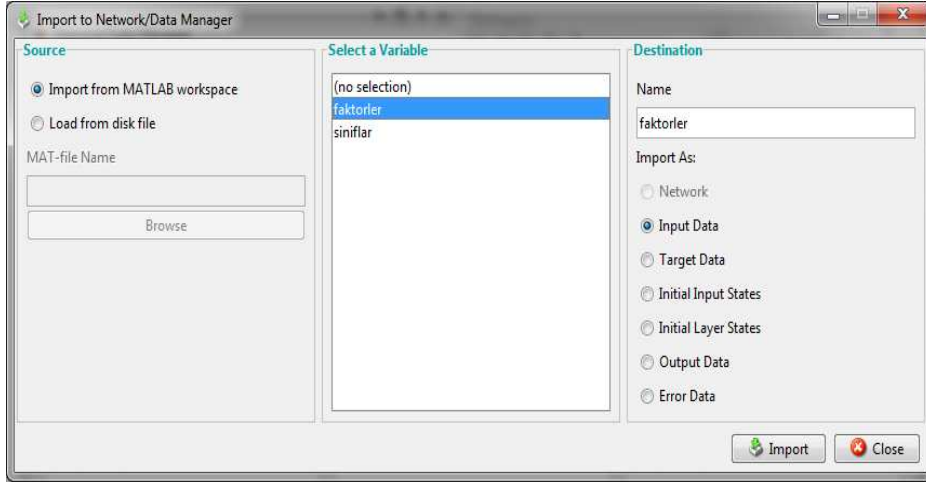 Import to Network/Data Manager
Source
Import from MATLAB workspace
Load from disk file
MAT-file Name
Browse
Select a Variable
(no selection)
faktorler
siniflar
Destination
Name
faktorler
Import As:
Network
Input Data
Target Data
Initial Input States
Initial Layer States
Output Data
Error Data
Import
Close